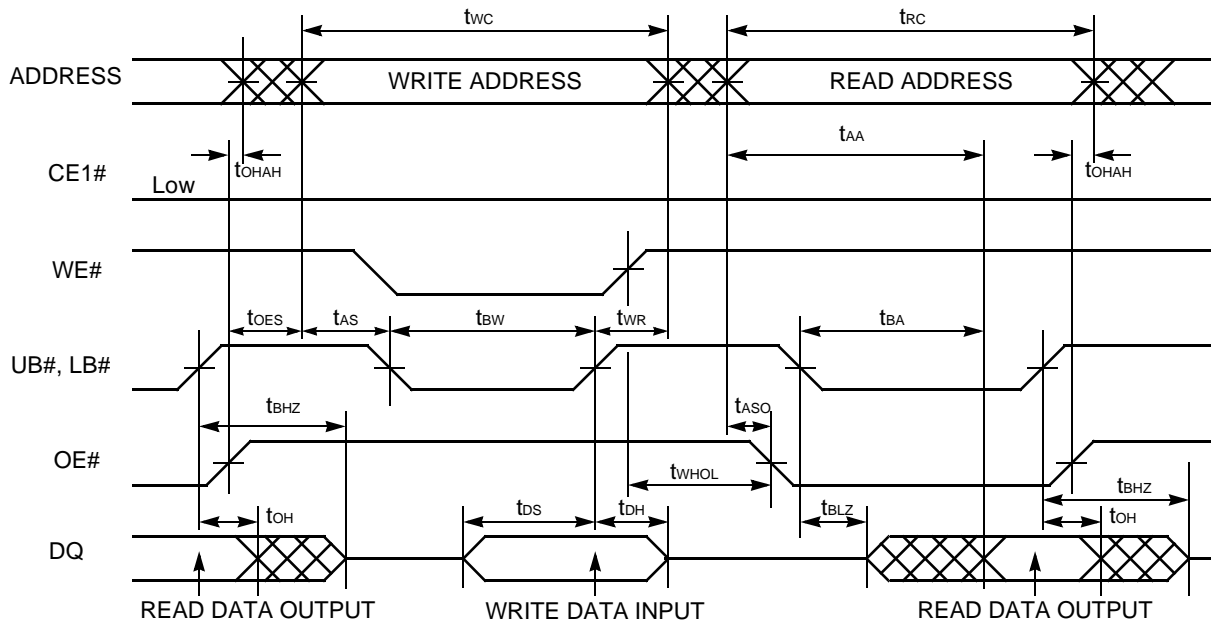 tWC
tRC
ADDRESS
WRITE ADDRESS
READ ADDRESS
tAA
tOHAH
tOHAH
CE1#
Low
WE#
tOES
tAS
tBW
tWR
tBA
UB#, LB#
tBHZ
tASO
OE#
tWHOL
tBHZ
tOH
tDS
tDH
tBLZ
tOH
DQ
READ DATA OUTPUT
WRITE DATA INPUT
READ DATA OUTPUT